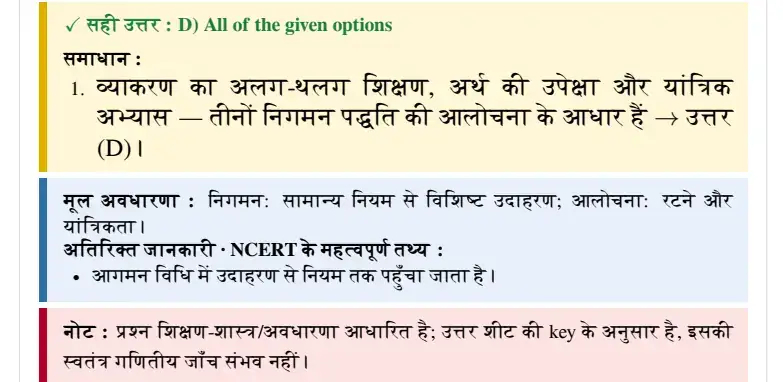 ✓ सही उत्तर : D) All of the given options
समाधान :
1. व्याकरण का अलग-थलग शिक्षण, अर्थ की उपेक्षा और यांत्रिक
अभ्यास — तीनों निगमन पद्धति की आलोचना के आधार हैं → उत्तर
(D)।
मूल अवधारणा : निगमन: सामान्य नियम से विशिष्ट उदाहरण; आलोचना: रटने और
यांत्रिकता।
अतिरिक्त जानकारी · NCERT के महत्वपूर्ण तथ्य :
• आगमन विधि में उदाहरण से नियम तक पहुँचा जाता है।
नोट : प्रश्न शिक्षण-शास्त्र/अवधारणा आधारित है; उत्तर शीट की key के अनुसार है, इसकी
स्वतंत्र गणितीय जाँच संभव नहीं।